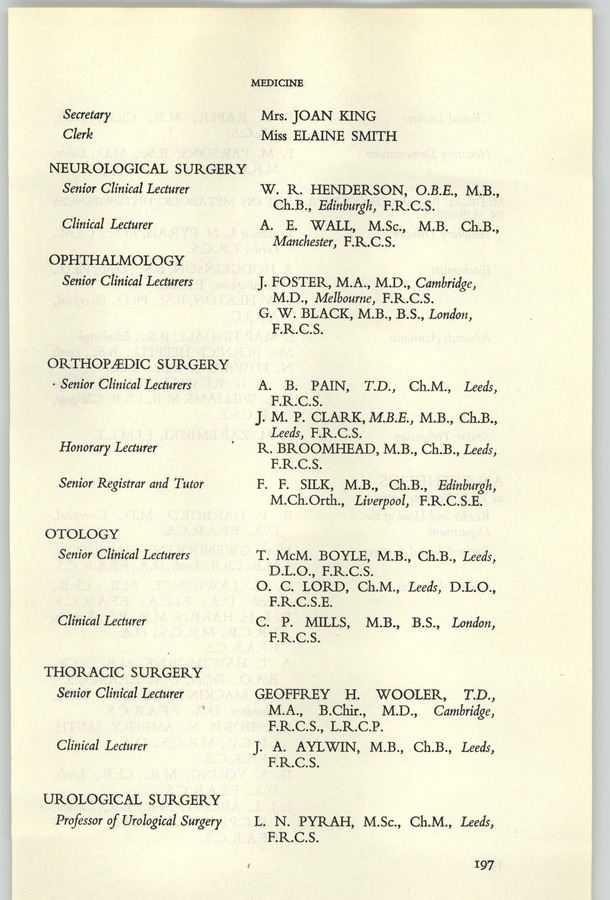 MEDICINE
Secretary Mrs. JOAN KING
Clerk Miss ELAINE SMITH
NEUROLOGICAL SURGERY
Senior Clinical Lecturer W. R. HENDERSON, O.B.E., M.B.,
Ch.B., Edinburgh, F.R.C.S.
Clinical Lecturer A. E. WALL, M.Sc., M.B. Ch.B.,
Manchester, F.R.C.S.
OPHTHALMOLOGY
Senior Clinical Lecturers J. FOSTER, M.A., M.D., Cambridge,
M.D., Melbourne, F.R.C.S.
G. W. BLACK, M.B., B.S., London,
F.R.C.S.
ORTHOPÆDIC SURGERY
Senior Clinical Lecturers A. B. PAIN, T.D., Ch.M., Leeds,
F.R.C.S.
J. M. P. CLARK, M.B.E., M.B., Ch.B.,
Leeds, F.R.C.S.
Honorary Lecturer R. BROOMHEAD, M.B., Ch.B., Leeds,
F.R.C.S.
Senior Registrar and Tutor F. F. SILK, M.B., Ch.B., Edinburgh,
M.Ch.Orth., Liverpool, F.R.C.S.E.
OTOLOGY
Senior Clinical Lecturers T. McM. BOYLE, M.B., Ch.B., Leeds,
D.L.O., F.R.C.S.
O. C. LORD, Ch.M., Leeds, D.L.O.,
F.R.C.S.E.
Clinical Lecturer C. P. MILLS, M.B., B.S., London,
F.R.C.S.
THORACIC SURGERY
Senior Clinical Lecturer GEOFFREY H. WOOLER, T.D.,
M.A., B.Chir., M.D., Cambridge,
F.R.C.S., L.R.C.P.
Clinical Lecturer J. A. AYLWIN, M.B., Ch.B., Leeds,
F.R.C.S.
UROLOGICAL SURGERY
Professor of Urological Surgery L. N. PYRAH, M.Sc., Ch.M., Leeds,
F.R.C.S.
197